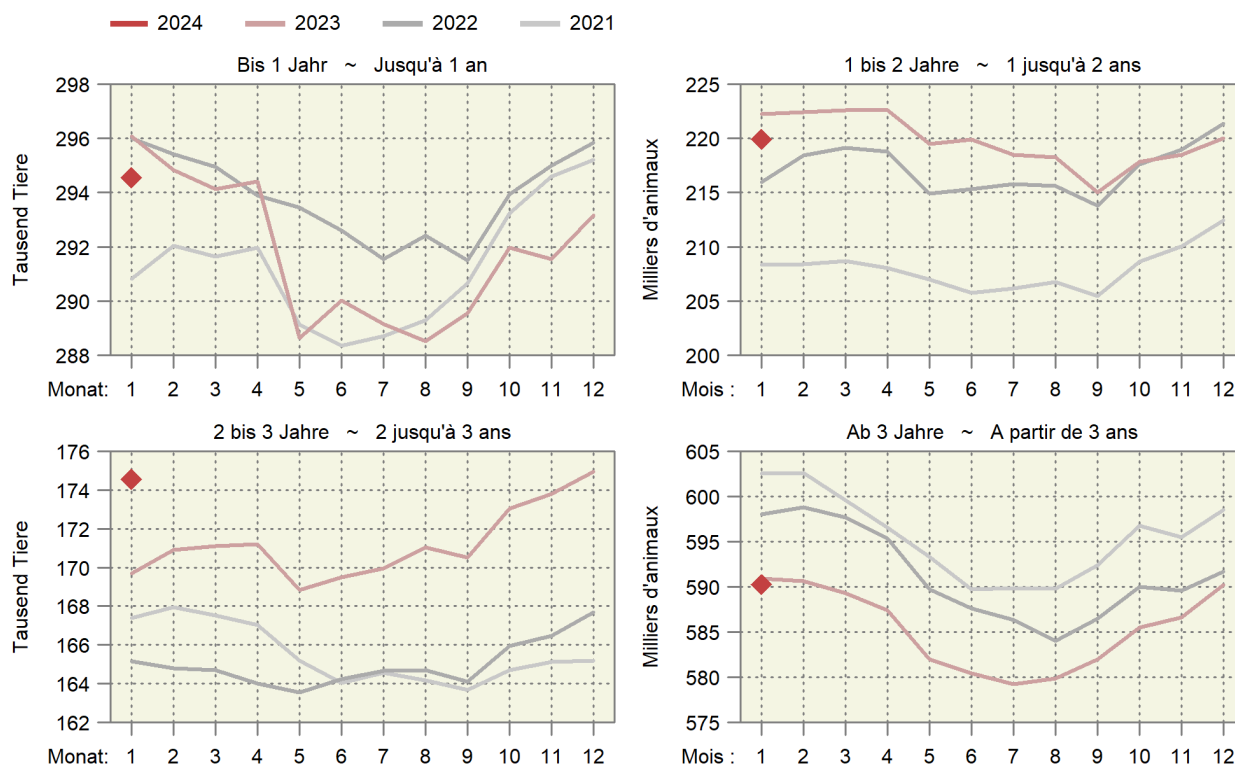 2024 2023 2022 2021
Bis 1 Jahr ~ Jusqu'à 1 an
Tausend Tiere
298
296
294
292
290
288
Monat: 1 2 3 4 5 6 7 8 9 10 11 12
1 bis 2 Jahre ~ 1 jusqu'à 2 ans
Milliers d'animaux
225
220
215
210
205
200
Mois : 1 2 3 4 5 6 7 8 9 10 11 12
2 bis 3 Jahre ~ 2 jusqu'à 3 ans
Tausend Tiere
176
174
172
170
168
166
164
162
Monat: 1 2 3 4 5 6 7 8 9 10 11 12
Ab 3 Jahre ~ A partir de 3 ans
Milliers d'animaux
605
600
595
590
585
580
575
Mois : 1 2 3 4 5 6 7 8 9 10 11 12